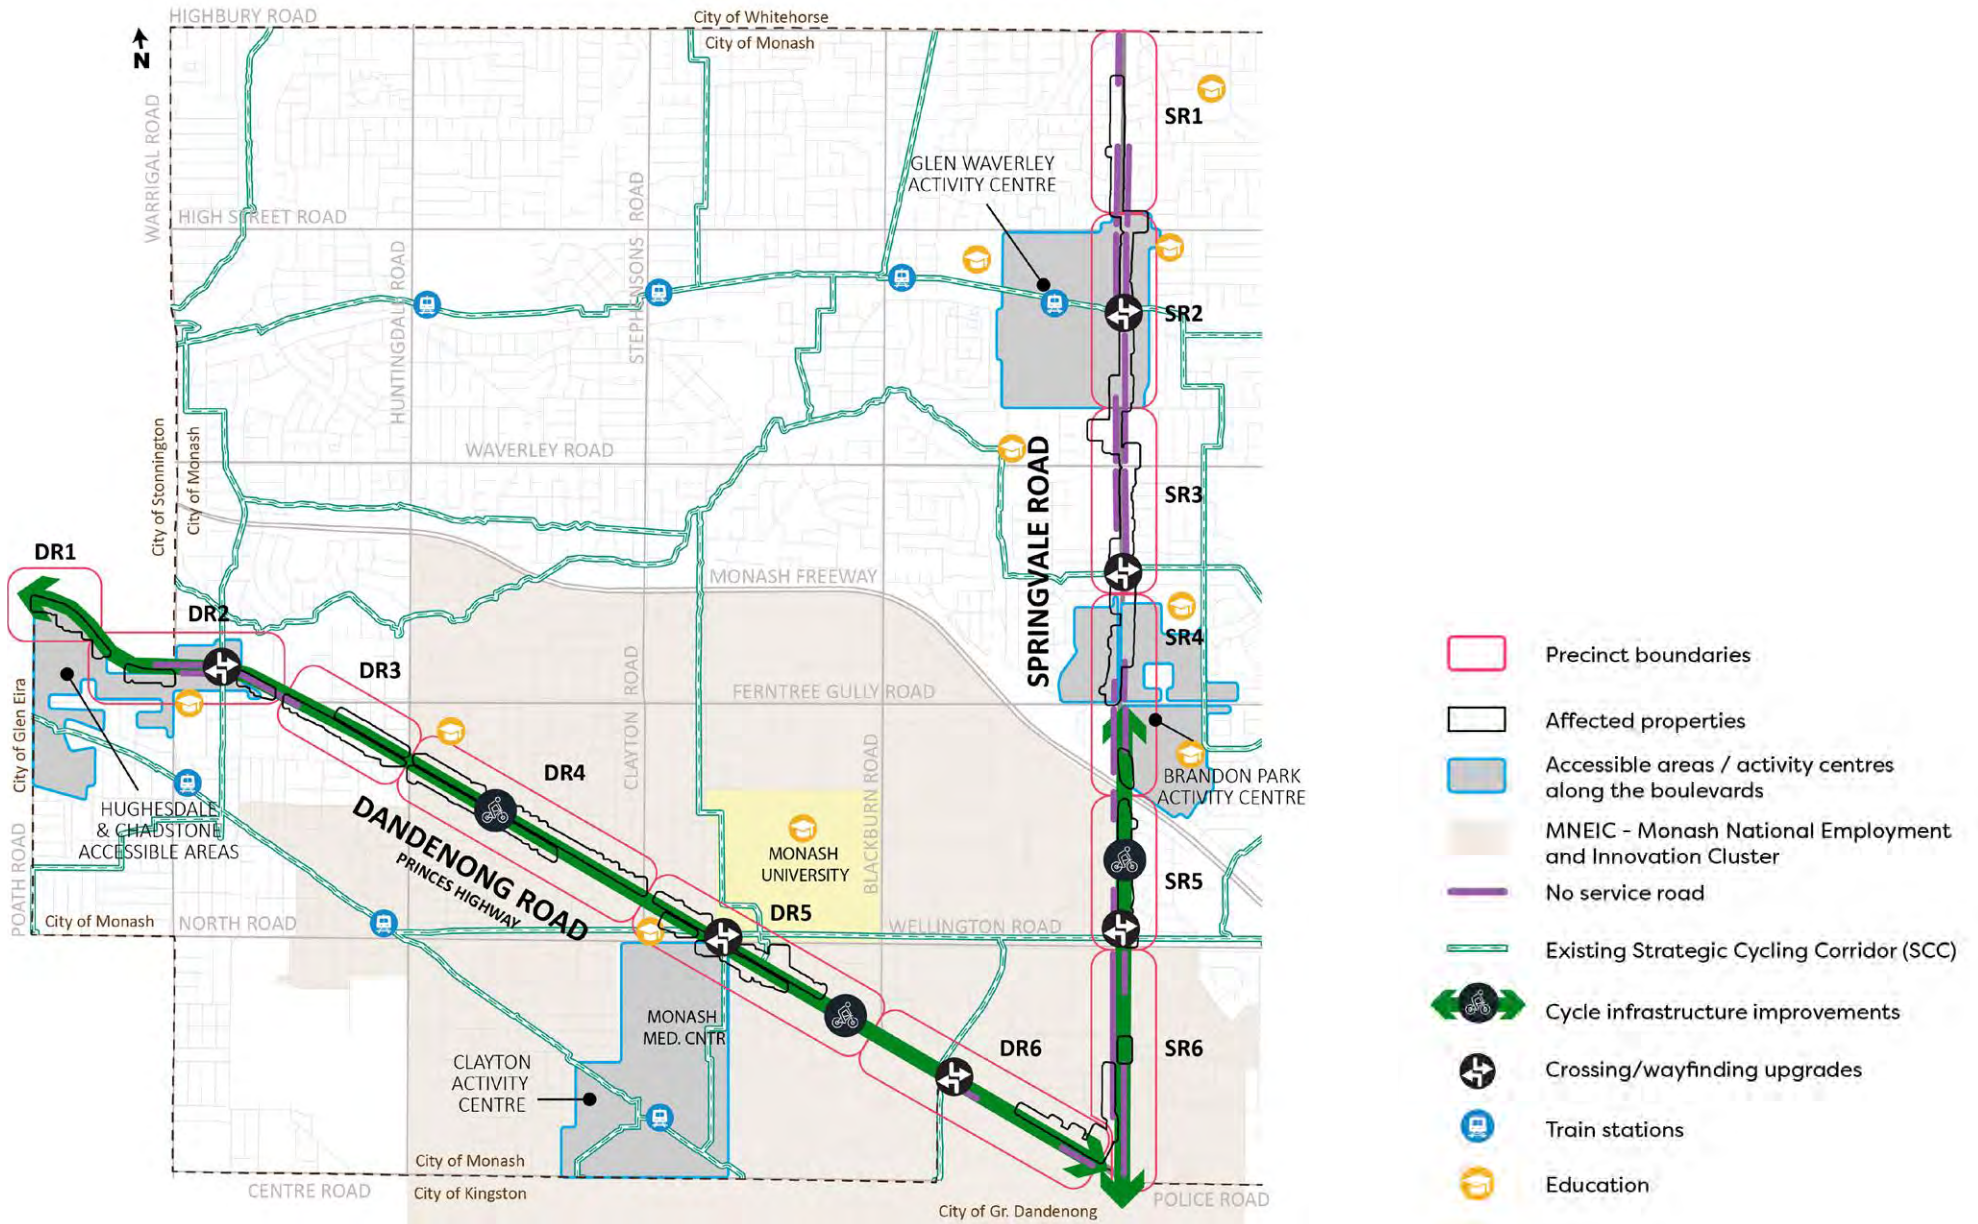 HIGHBURY ROAD
City of Whitehorse
City of Monash
N
WARRIGAL ROAD
SR1
GLEN WAVERLEY
ACTIVITY CENTRE
STEPHENSONS ROAD
HIGH STREET ROAD
HUNTINGDALE ROAD
SR2
City of Stonnington
City of Monash
WAVERLEY ROAD
SPRINGVALE ROAD
SR3
DR1
MONASH FREEWAY
DR2
SR4
DR3
CLAYTON ROAD
FERNTREE GULLY ROAD
City of Glen Eira
DR4
BLACKBURN ROAD
BRANDON PARK
ACTIVITY CENTRE
HUGHESDALE
& CHADSTONE
ACCESSIBLE AREAS
DANDENONG ROAD
PRINCES HIGHWAY
MONASH
UNIVERSITY
POATH ROAD
SR5
DR5
City of Monash
NORTH ROAD
WELLINGTON ROAD
MONASH
MED. CNTR
DR6
SR6
CLAYTON
ACTIVITY
CENTRE
City of Monash
CENTRE ROAD
City of Kingston
POLICE ROAD
City of Gr. Dandenong
Precinct boundaries
Affected properties
Accessible areas / activity centres
along the boulevards
MNEIC - Monash National Employment
and Innovation Cluster
No service road
Existing Strategic Cycling Corridor (SCC)
Cycle infrastructure improvements
Crossing/wayfinding upgrades
Train stations
Education